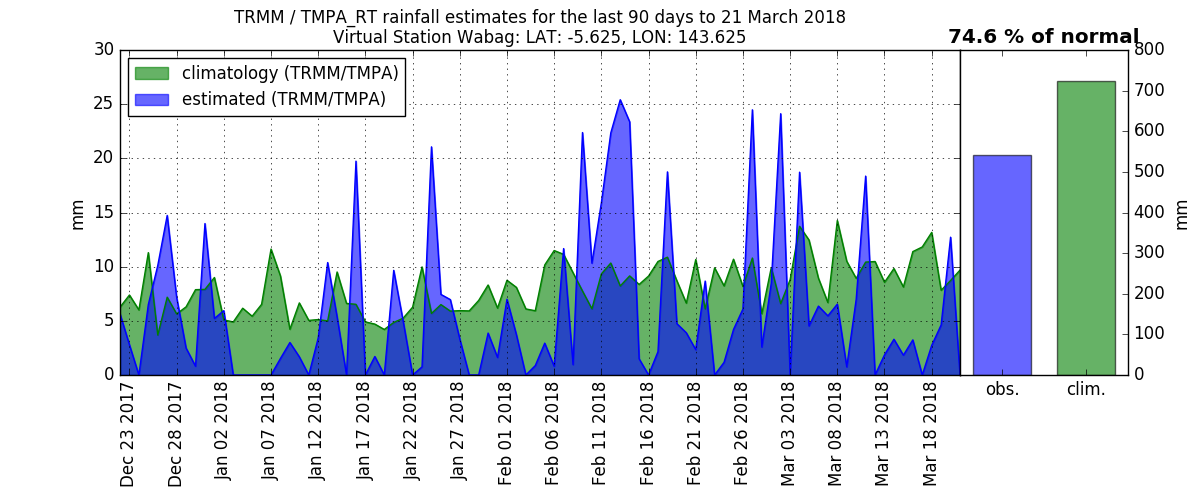 TRMM / TMPA_RT rainfall estimates for the last 90 days to 21 March 2018
Virtual Station Wabag: LAT: -5.625, LON: 143.625
74.6 % of normal
climatology (TRMM/TMPA)
estimated (TRMM/TMPA)
30
25
20
15
10
5
0
mm
Dec 23 2017
Dec 28 2017
Jan 02 2018
Jan 07 2018
Jan 12 2018
Jan 17 2018
Jan 22 2018
Jan 27 2018
Feb 01 2018
Feb 06 2018
Feb 11 2018
Feb 16 2018
Feb 21 2018
Feb 26 2018
Mar 03 2018
Mar 08 2018
Mar 13 2018
Mar 18 2018
obs.
clim.
800
700
600
500
400
300
200
100
0
mm